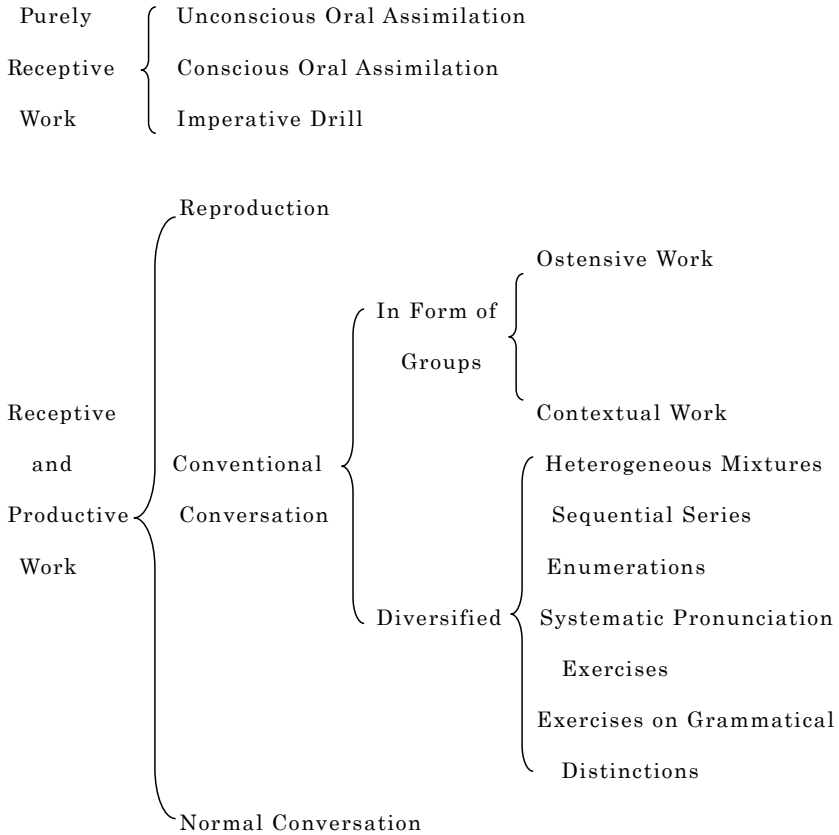 Purely
Receptive
Work
Unconscious Oral Assimilation
Conscious Oral Assimilation
Imperative Drill
Receptive
and
Productive
Work
Reproduction
Conventional
Conversation
In Form of
Groups
Ostensive Work
Contextual Work
Diversified
Heterogeneous Mixtures
Sequential Series
Enumerations
Systematic Pronunciation
Exercises
Exercises on Grammatical
Distinctions
Normal Conversation